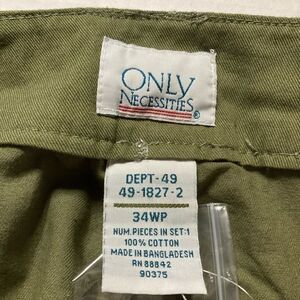 ONLY
NECESSITIES®
DEPT-49
49-1827-2
34WP
NUM. PIECES IN SET:1
100% COTTON
MADE IN BANGLADESH
RN 88842
90375